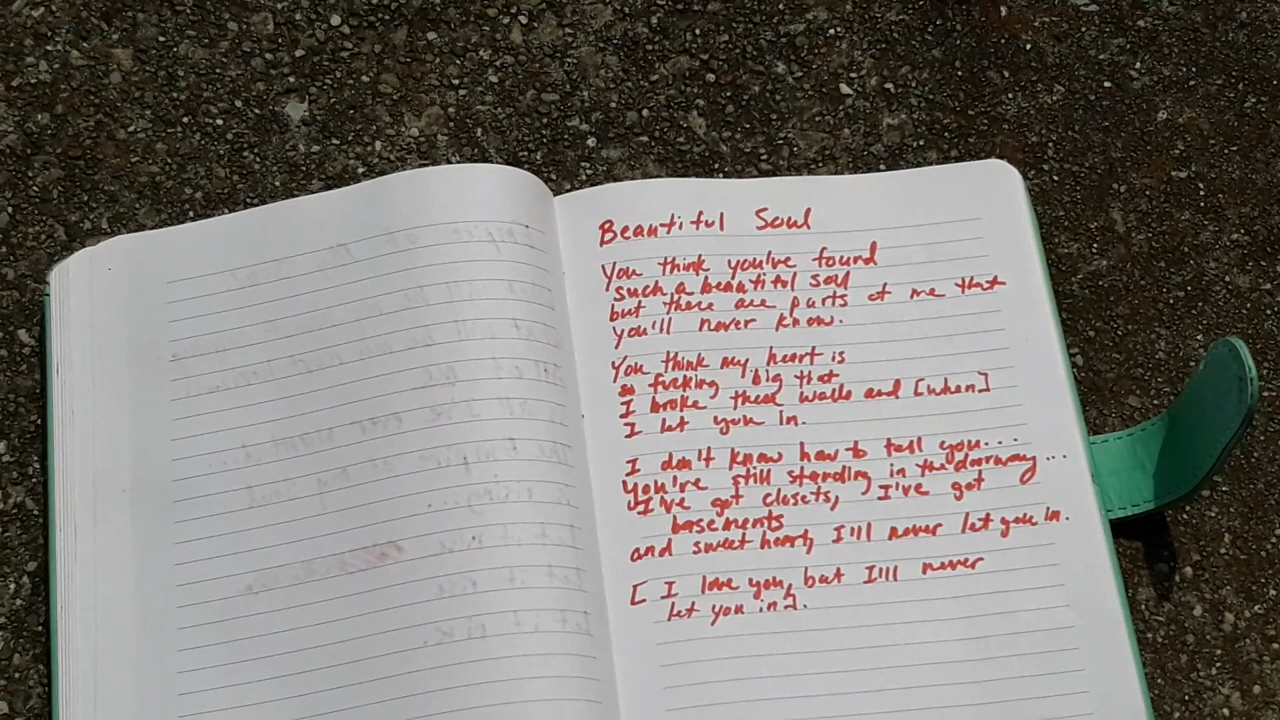 Beautiful Soul
You think you've found
such a beautiful soul
but there are parts of me that
you'll never know.
You think my heart is
so fucking big that
I broke these walls and [when]
I let you in.
I don't know how to tell you...
you're still standing in the doorway...
I've got closets, I've got
basements
and sweetheart, I'll never let you in.
[I love you, but I'll never
let you in].